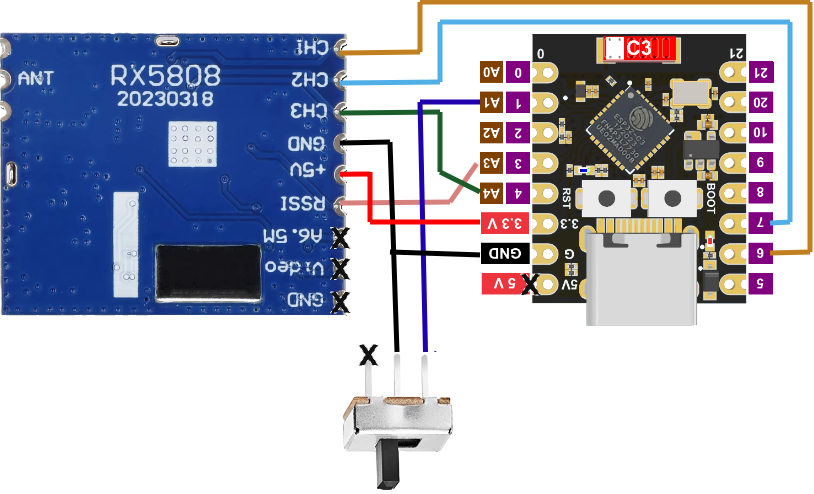 CH1
ANT
RX5808
20230318
CH2
CH3
GND
+5V
RSSI
A6.5M
Video
GND
X
X
X
X
0
C3
21
A0 0
A1 1
A2 2
A3 3
A4 4
3.3 V
GND
5 V X
RST
BOOT
3.3
G
5V
21
20
10
9
8
7
6
5